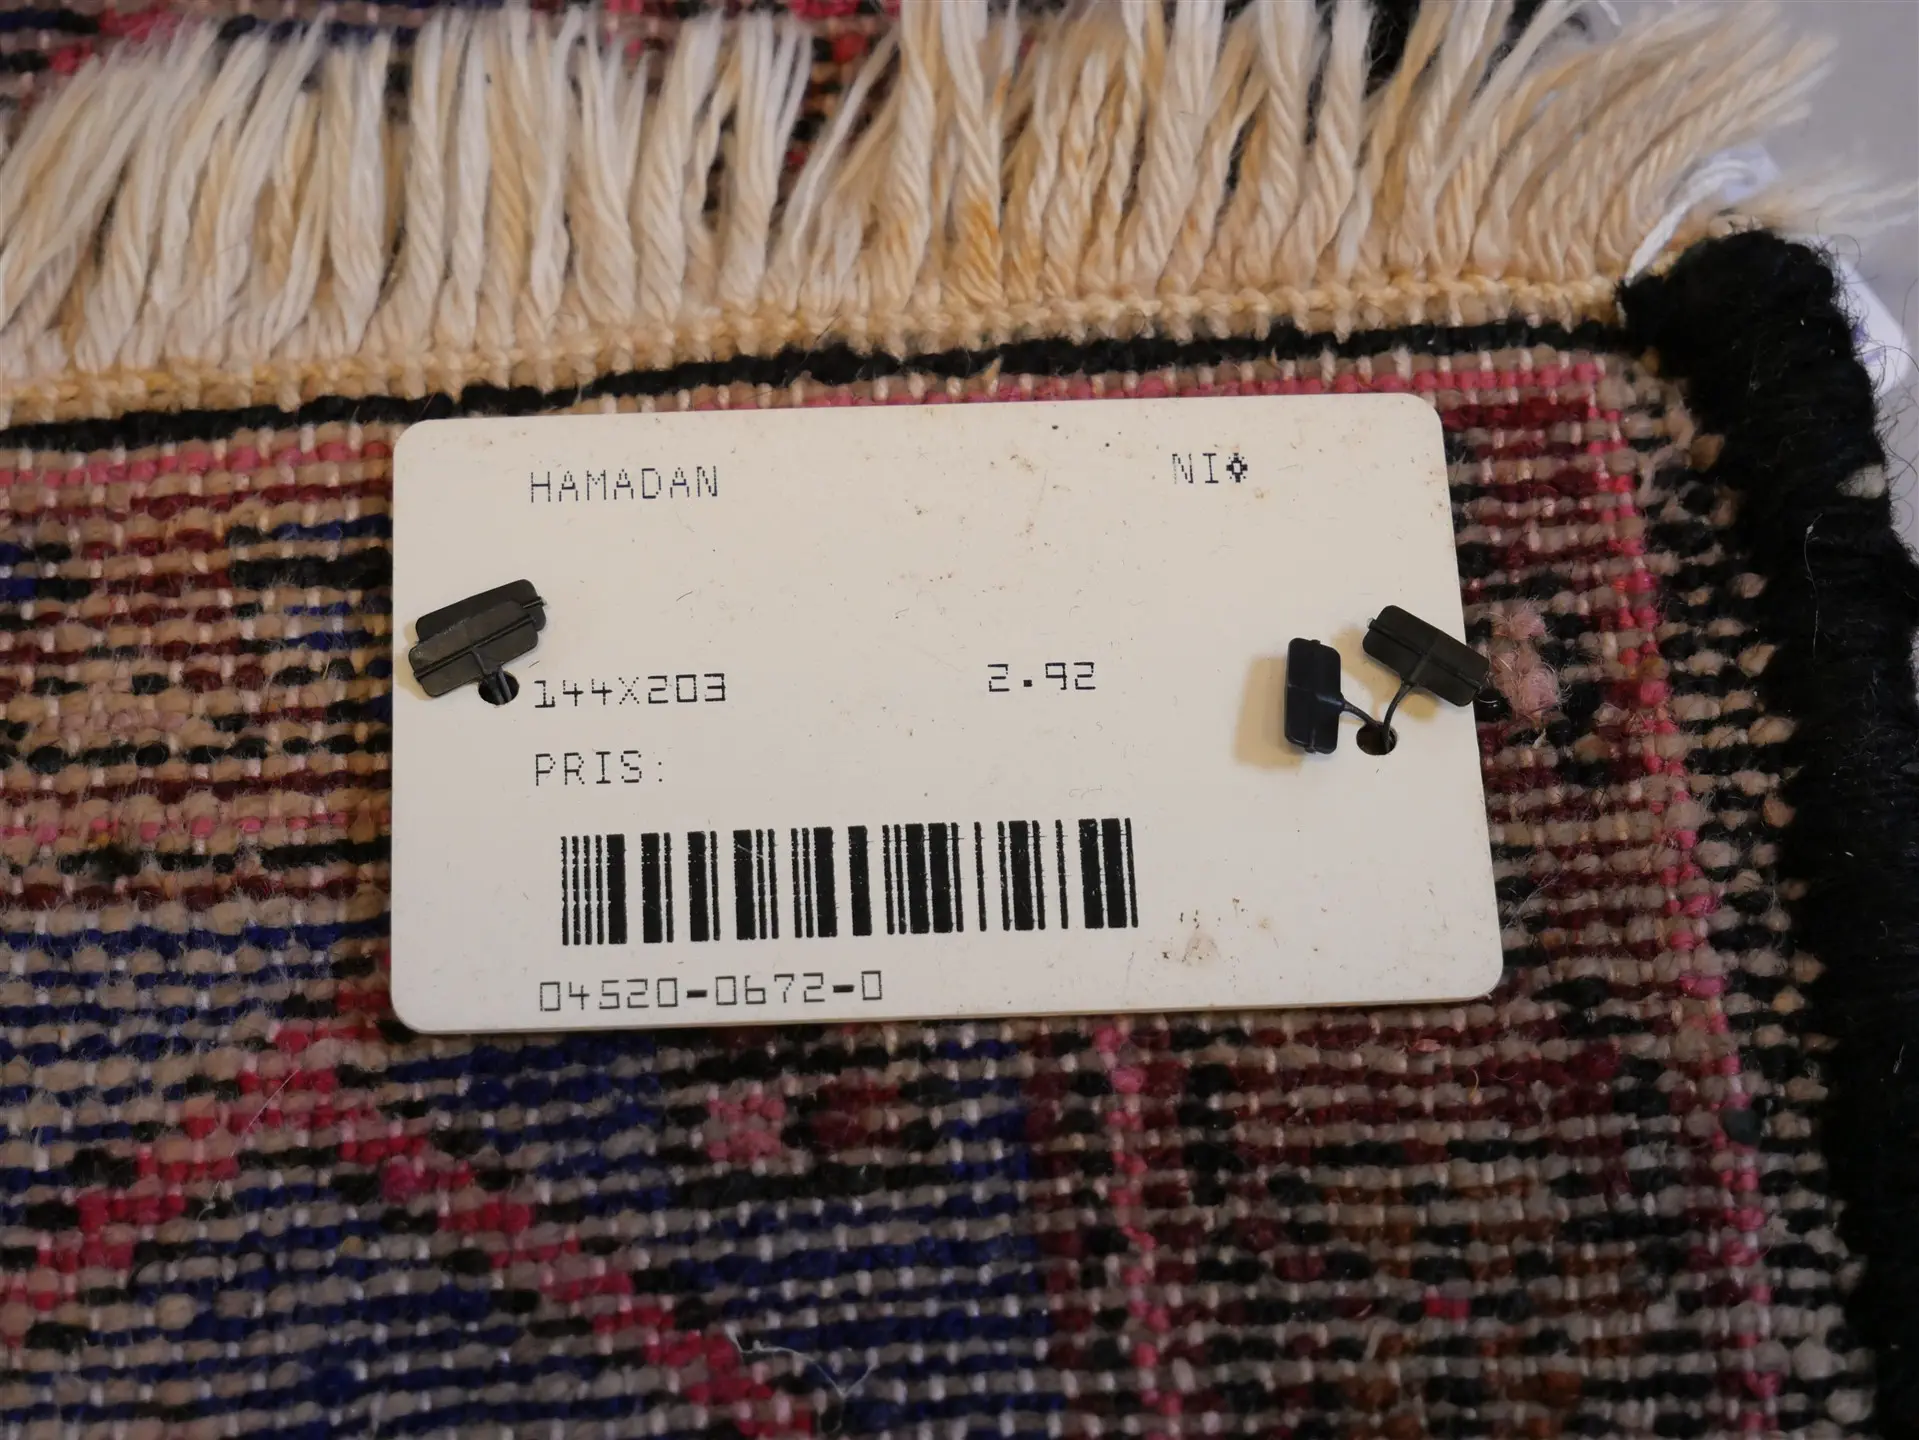 HAMADAN NI
144X203 2.92
PRIS:
04520-0672-0